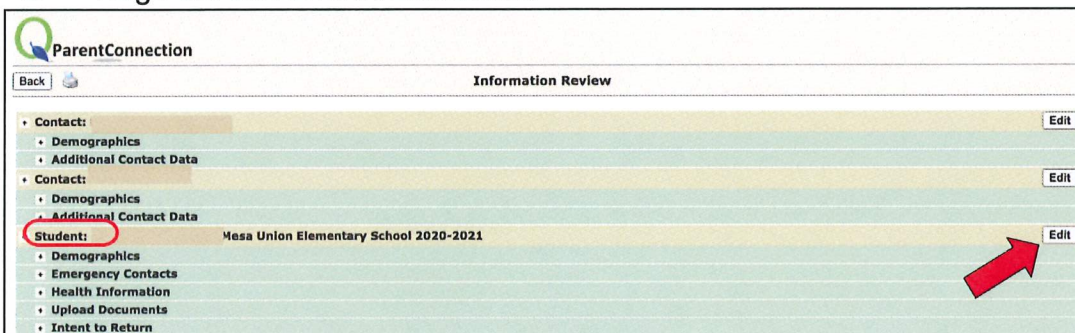 ParentConnection
Back Information Review
Contact: Edit
Demographics
Additional Contact Data
Contact: Edit
Demographics
Additional Contact Data
Student: Mesa Union Elementary School 2020-2021 Edit
Demographics
Emergency Contacts
Health Information
Upload Documents
Intent to Return